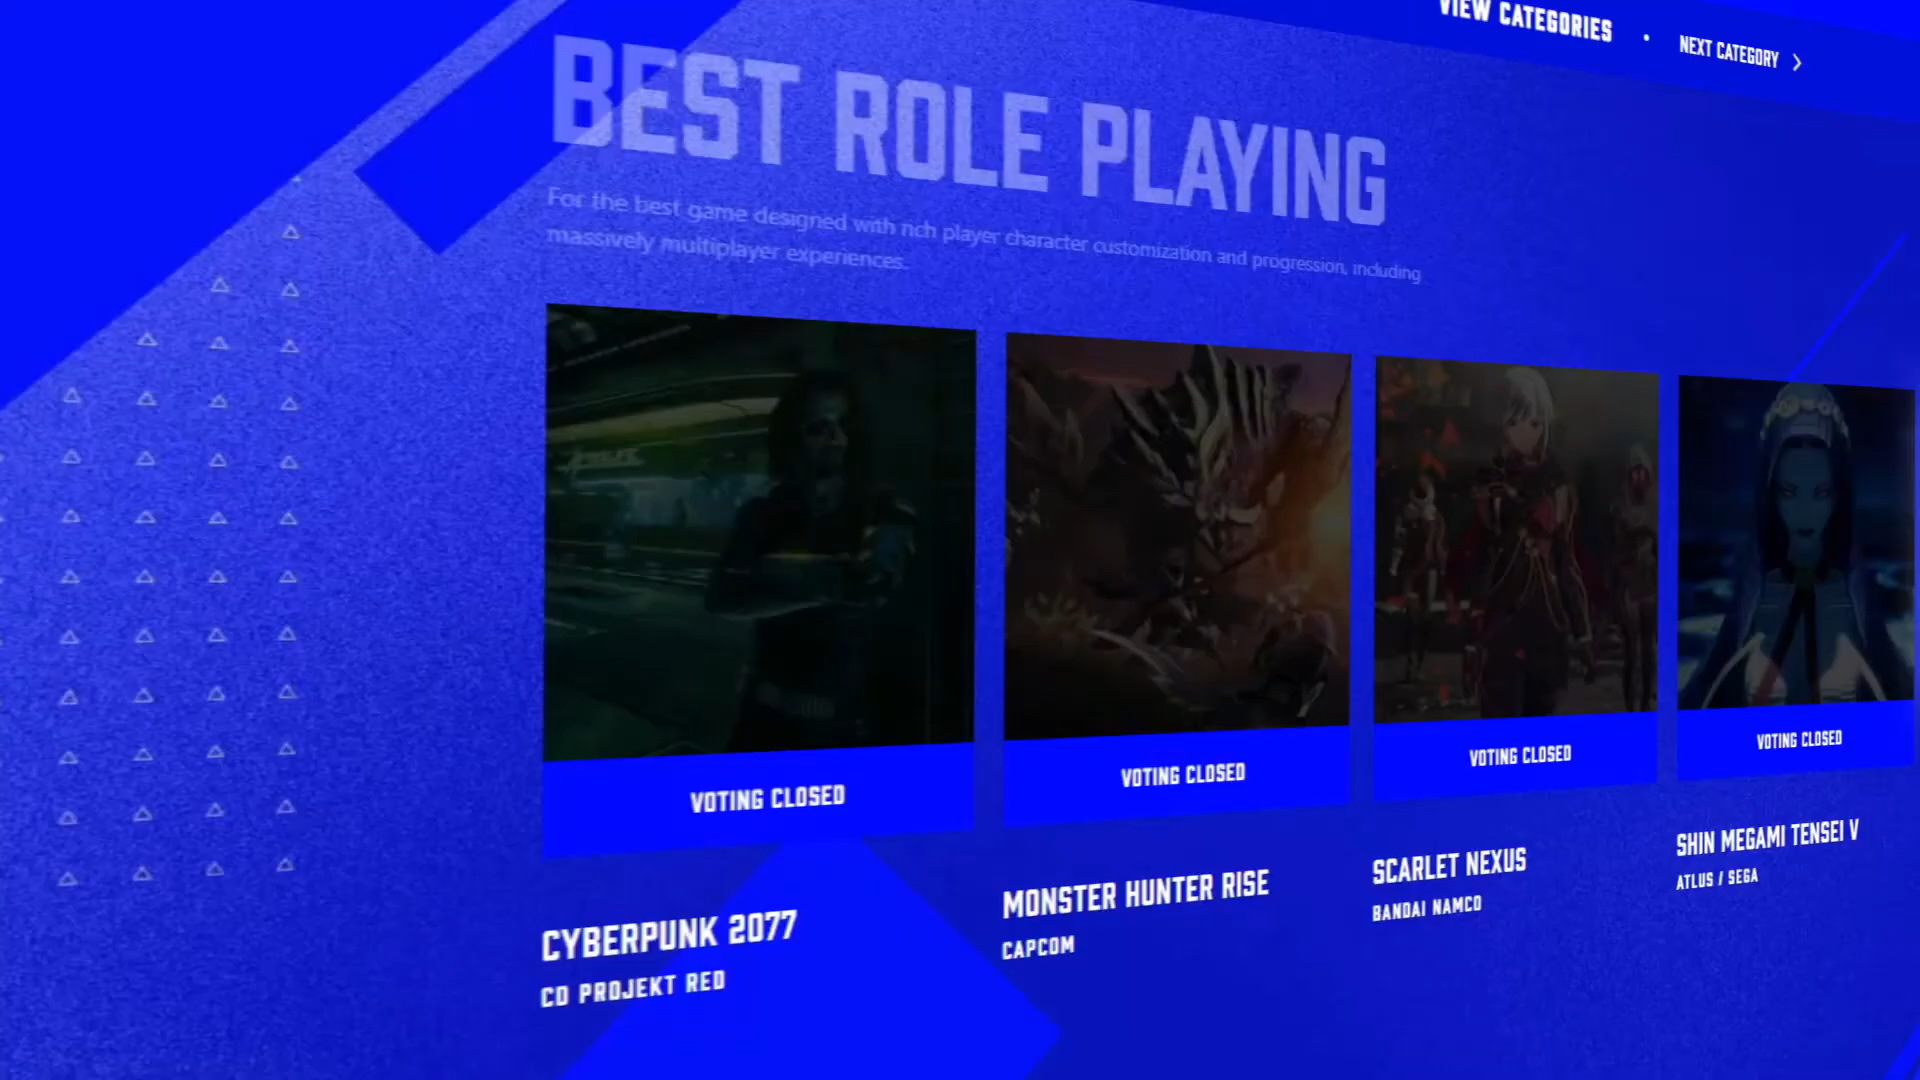 VIEW CATEGORIES • NEXT CATEGORY >
BEST ROLE PLAYING
For the best game designed with rich player character customization and progression, including
massively multiplayer experiences.
VOTING CLOSED
VOTING CLOSED
VOTING CLOSED
VOTING CLOSED
CYBERPUNK 2077
CD PROJEKT RED
MONSTER HUNTER RISE
CAPCOM
SCARLET NEXUS
BANDAI NAMCO
SHIN MEGAMI TENSEI V
ATLUS / SEGA